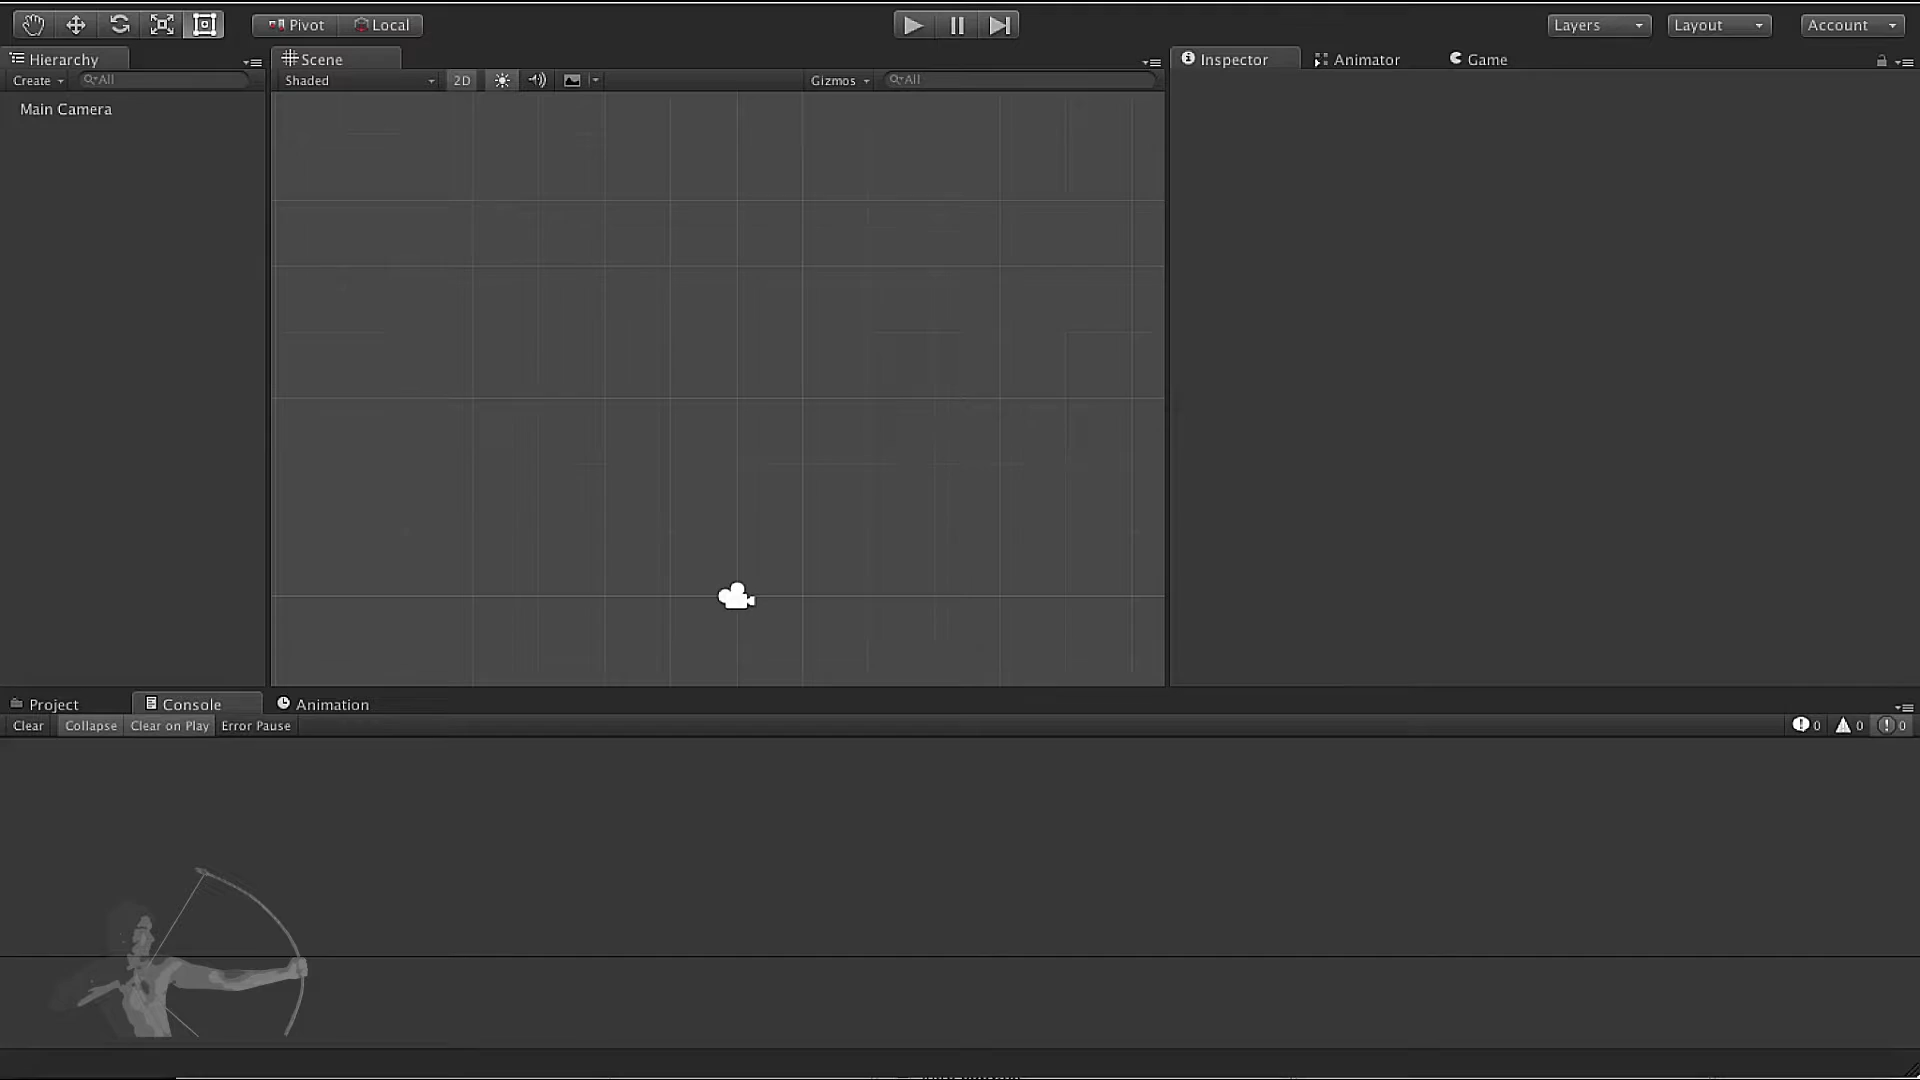 Pivot Local Layers Layout Account
Hierarchy Scene Inspector Animator Game
Create All Shaded 2D Gizmos All
Main Camera
Project Console Animation
Clear Collapse Clear on Play Error Pause 0 0 0